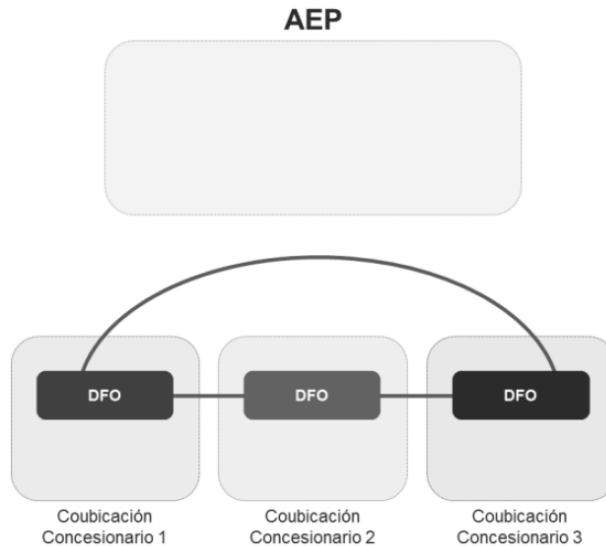 AEP
DFO
DFO
DFO
Coubicación
Concesionario 1
Coubicación
Concesionario 2
Coubicación
Concesionario 3